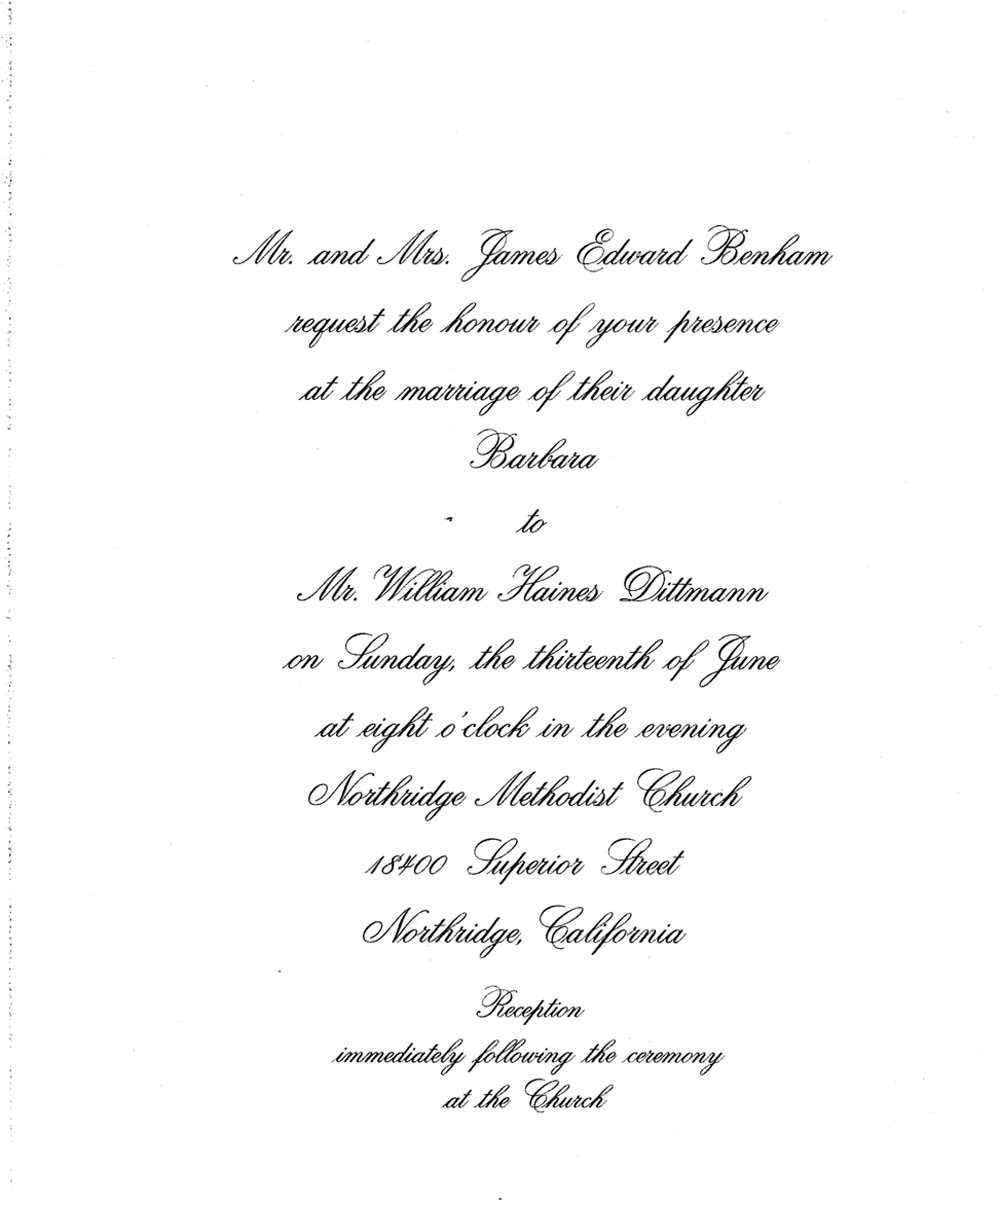 Mr. and Mrs. James Edward Benham
request the honour of your presence
at the marriage of their daughter
Barbara
to
Mr. William Haines Dittmann
on Sunday, the thirteenth of June
at eight o'clock in the evening
Northridge Methodist Church
18400 Superior Street
Northridge, California
Reception
immediately following the ceremony
at the Church